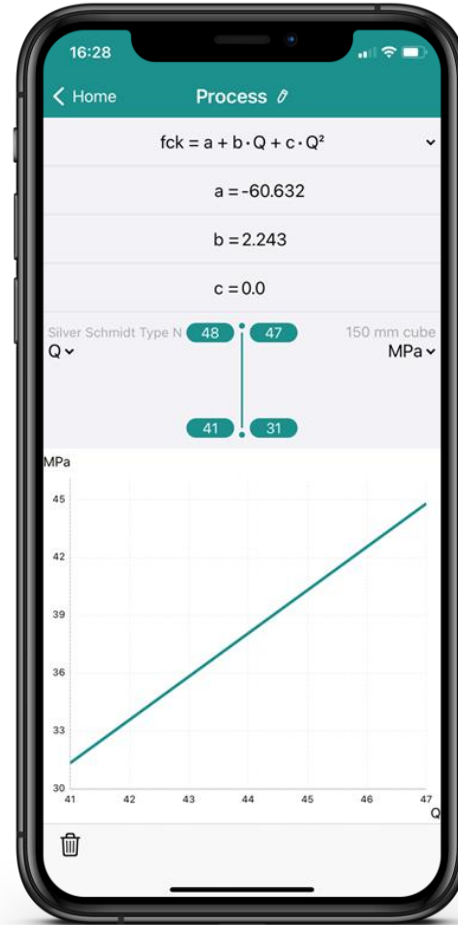 16:28
Home Process
fck = a + b·Q + c·Q²
a =-60.632
b =2.243
c =0.0
Silver Schmidt Type N 48 47 150 mm cube
Q MPa
41 31
MPa
45
42
39
36
33
30
41 42 43 44 45 46 47
Q